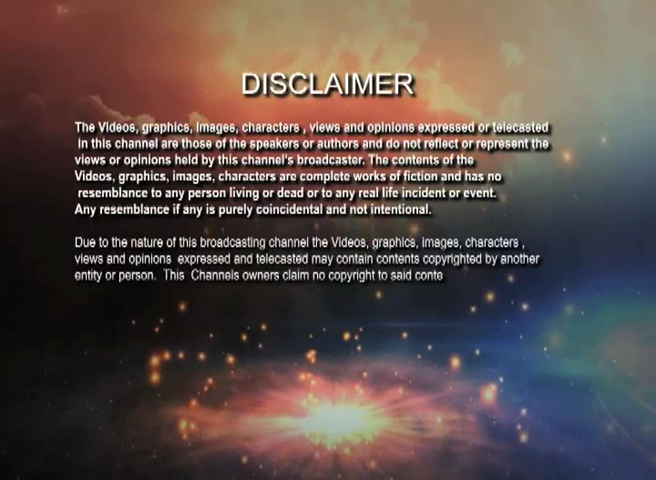 DISCLAIMER
The Videos, graphics, images, characters , views and opinions expressed or telecasted
in this channel are those of the speakers or authors and do not reflect or represent the
views or opinions held by this channel's broadcaster. The contents of the
Videos, graphics, images, characters are complete works of fiction and has no
resemblance to any person living or dead or to any real life incident or event.
Any resemblance if any is purely coincidental and not intentional.
Due to the nature of this broadcasting channel the Videos, graphics, images, characters ,
views and opinions expressed and telecasted may contain contents copyrighted by another
entity or person. This Channels owners claim no copyright to said conte